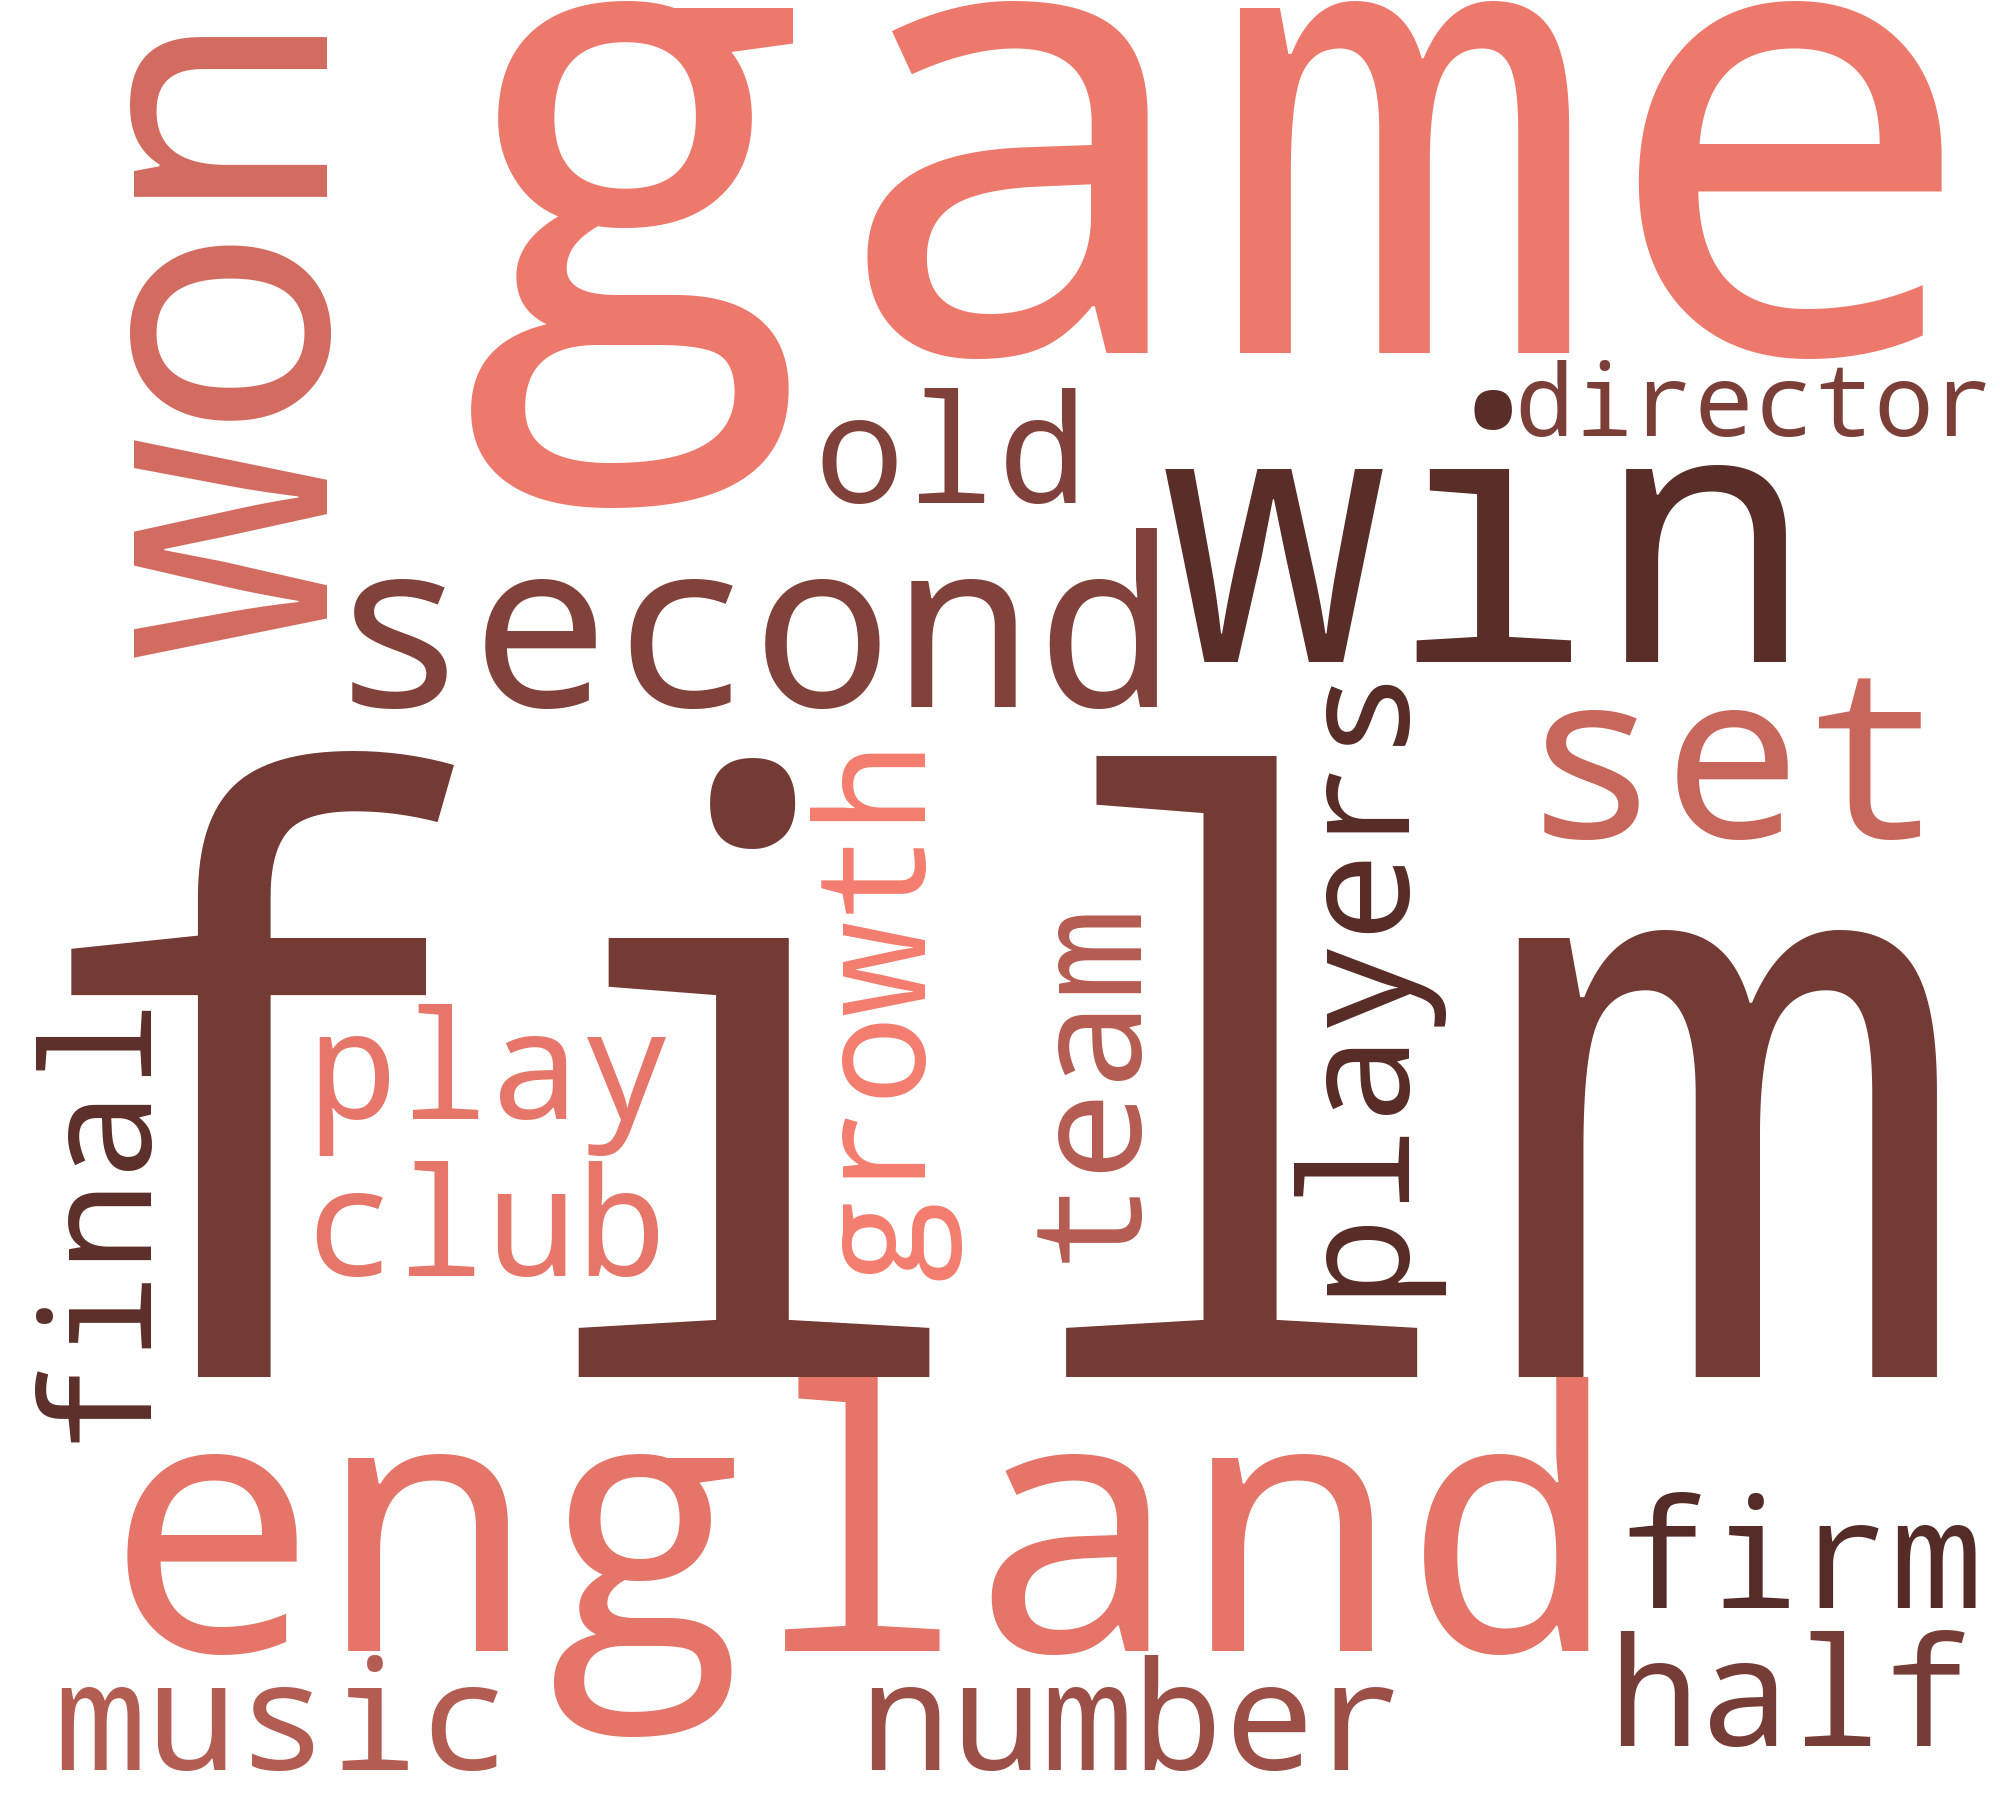 won
game
old
director
second
win
set
film
growth
players
team
play
club
final
england
firm
half
music
number